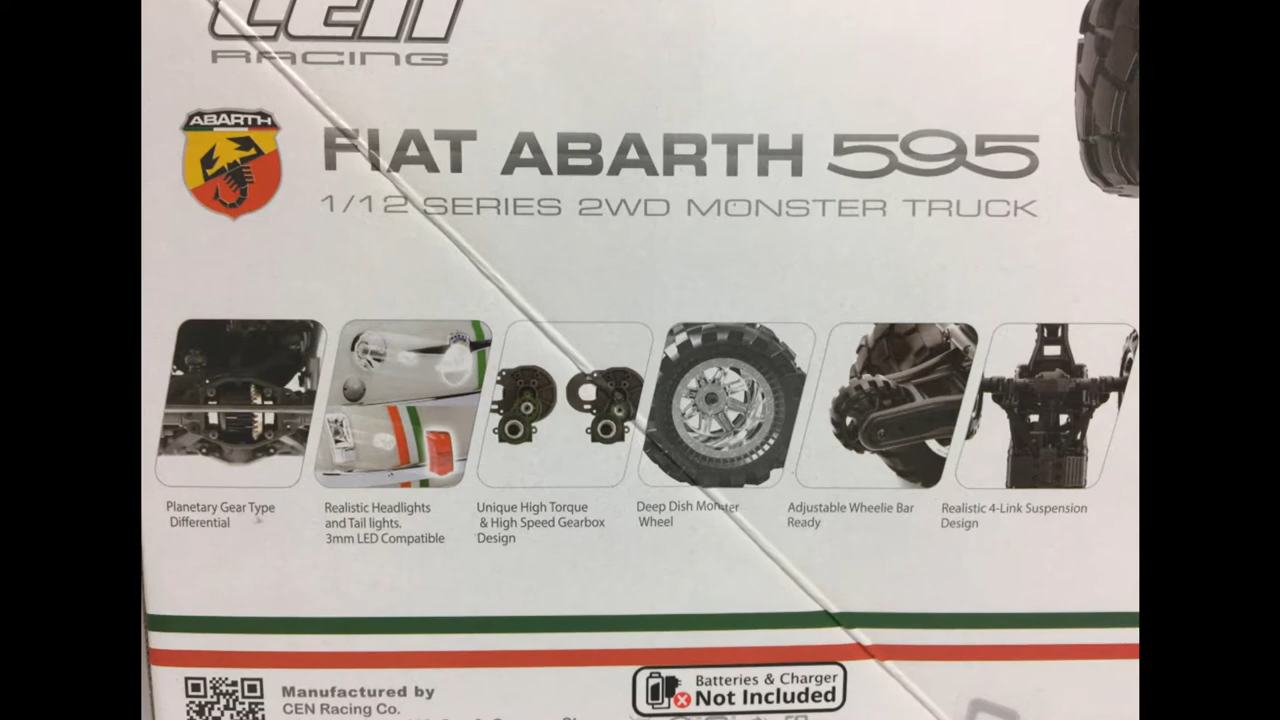 CEN
RACING
ABARTH
FIAT ABARTH 595
1/12 SERIES 2WD MONSTER TRUCK
Planetary Gear Type
Differential
Realistic Headlights
and Tail lights.
3mm LED Compatible
Unique High Torque
& High Speed Gearbox
Design
Deep Dish Monster
Wheel
Adjustable Wheelie Bar
Ready
Realistic 4-Link Suspension
Design
Manufactured by
CEN Racing Co.
Batteries & Charger
Not Included